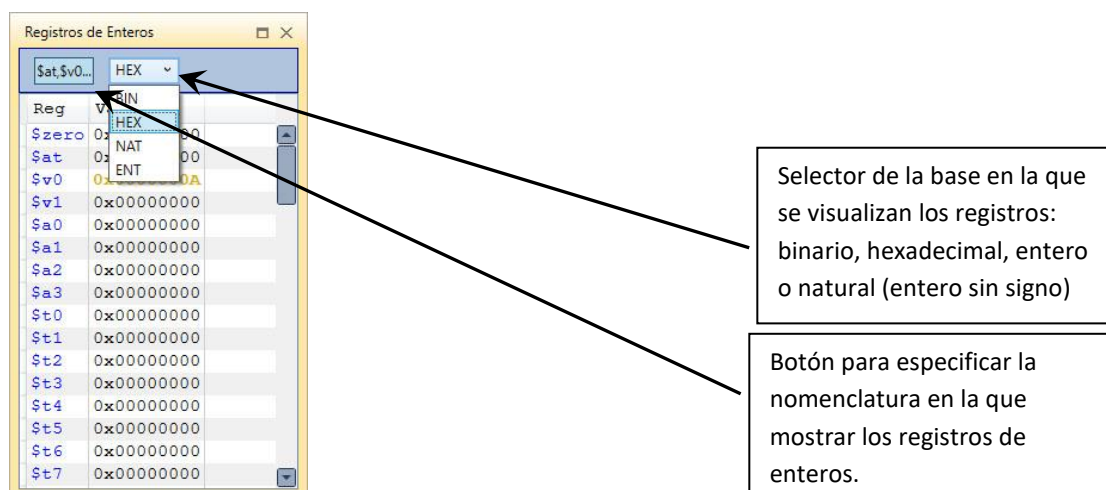 Registros de Enteros
$at,$v0... HEX
BIN
HEX
NAT
ENT
Reg
$zero
$at
$v0
$v1 0x00000000
$a0 0x00000000
$a1 0x00000000
$a2 0x00000000
$a3 0x00000000
$t0 0x00000000
$t1 0x00000000
$t2 0x00000000
$t3 0x00000000
$t4 0x00000000
$t5 0x00000000
$t6 0x00000000
$t7 0x00000000
Selector de la base en la que
se visualizan los registros:
binario, hexadecimal, entero
o natural (entero sin signo)
Botón para especificar la
nomenclatura en la que
mostrar los registros de
enteros.